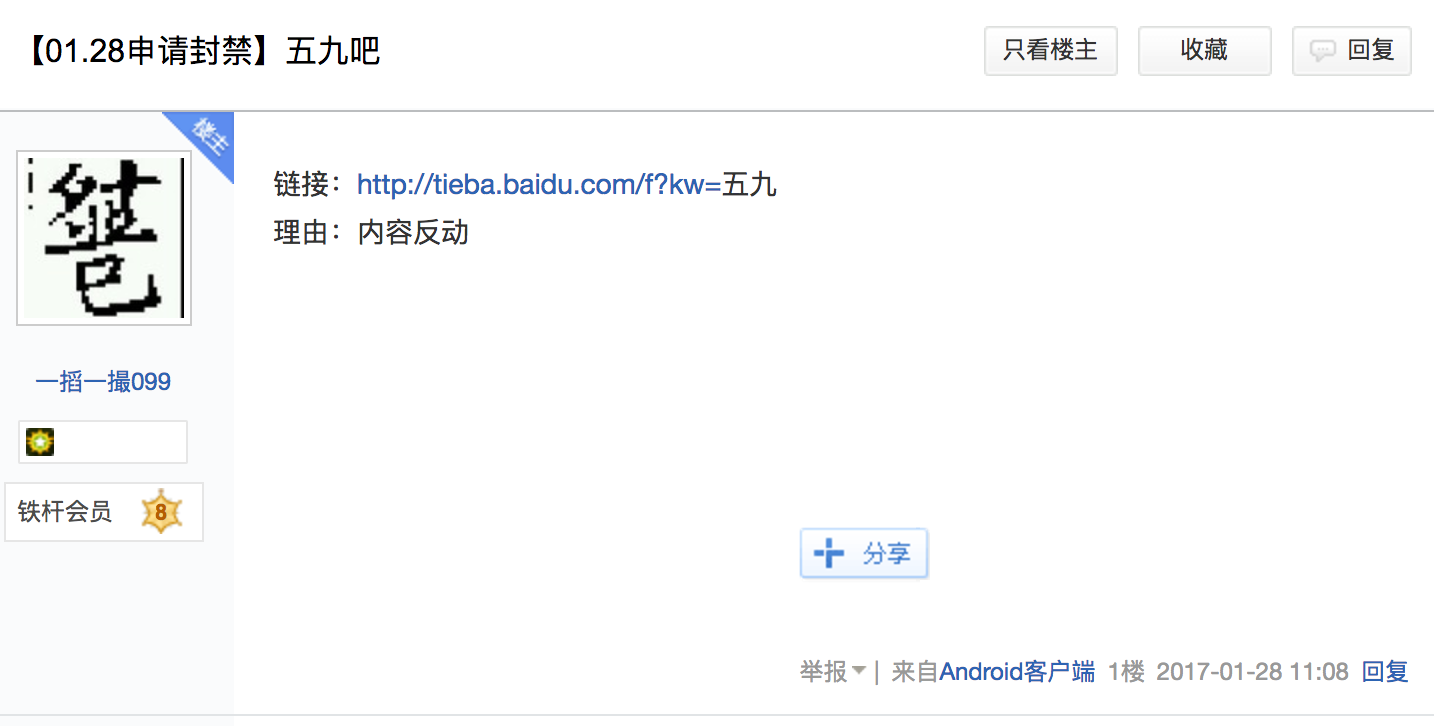 【01.28申请封禁】五九吧
只看楼主
收藏
回复
楼主
一搯一撮099
铁杆会员 8
链接：http://tieba.baidu.com/f?kw=五九
理由：内容反动
分享
举报 | 来自Android客户端 1楼 2017-01-28 11:08 回复